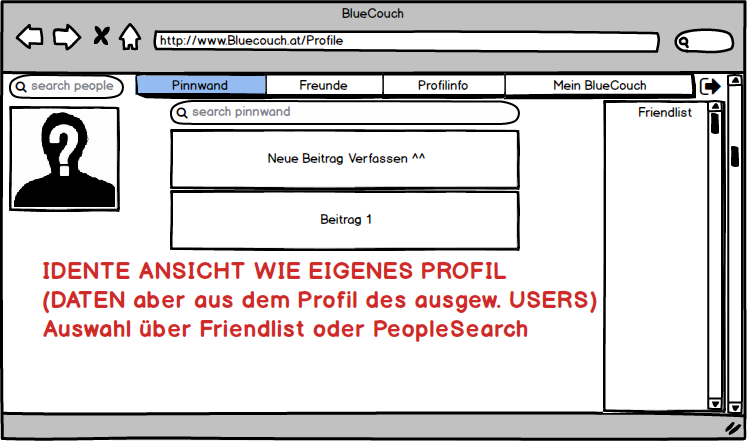 BlueCouch
http://www.Bluecouch.at/Profile
search people
Pinnwand
Freunde
Profilinfo
Mein BlueCouch
search pinnwand
Friendlist
Neue Beitrag Verfassen ^^
Beitrag 1
IDENTE ANSICHT WIE EIGENES PROFIL
(DATEN aber aus dem Profil des ausgew. USERS)
Auswahl über Friendlist oder PeopleSearch